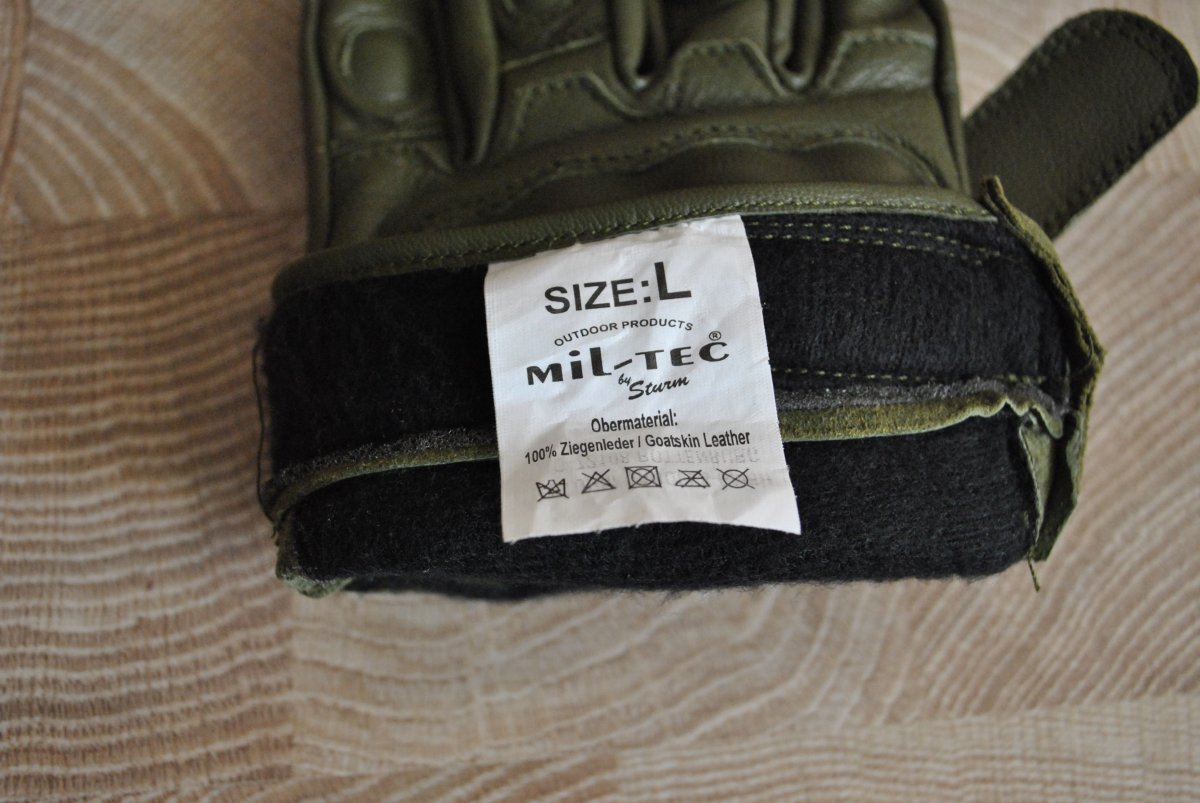 SIZE: L
OUTDOOR PRODUCTS
MiL-TEC®
by Sturm
Obermaterial:
100% Ziegenleder / Goatskin Leather